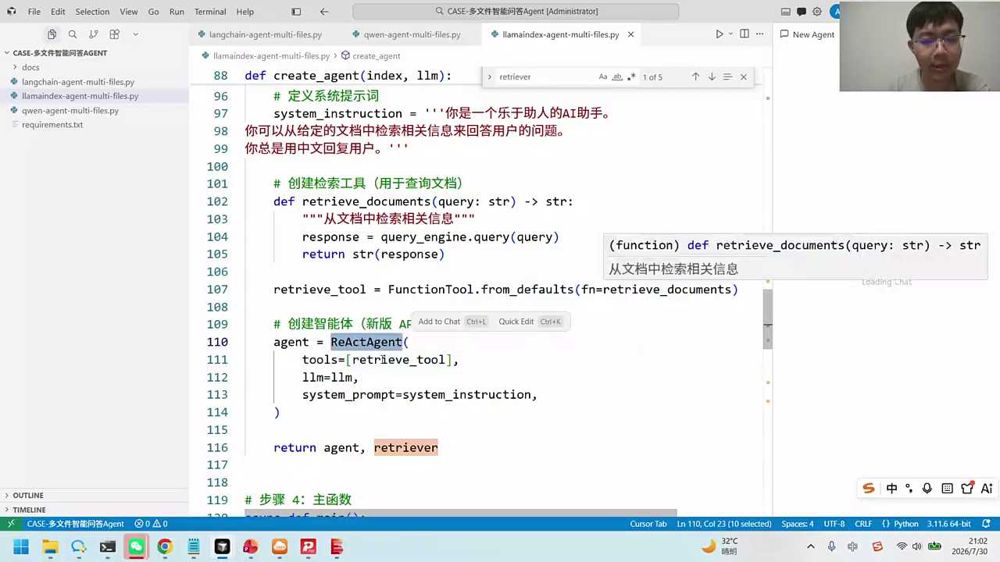 File Edit Selection View Go Run Terminal Help
CASE-多文件智能问答Agent [Administrator]
langchain-agent-multi-files.py
qwen-agent-multi-files.py
llamaindex-agent-multi-files.py
New Agent
CASE-多文件智能问答AGENT
docs
langchain-agent-multi-files.py
llamaindex-agent-multi-files.py
qwen-agent-multi-files.py
requirements.txt
llamaindex-agent-multi-files.py > create_agent
retriever
Aa ab 1 of 5
88 def create_agent(index, llm):
96 # 定义系统提示词
97 system_instruction = '''你是一个乐于助人的AI助手。
98 你可以从给定的文档中检索相关信息来回答用户的问题。
99 你总是用中文回复用户。'''
100
101 # 创建检索工具（用于查询文档）
102 def retrieve_documents(query: str) -> str:
103 """从文档中检索相关信息"""
104 response = query_engine.query(query)
105 return str(response)
106
107 retrieve_tool = FunctionTool.from_defaults(fn=retrieve_documents)
108
109 # 创建智能体（新版 AP
110 agent = ReActAgent(
111 tools=[retrieve_tool],
112 llm=llm,
113 system_prompt=system_instruction,
114 )
115
116 return agent, retriever
117
118
119 # 步骤 4: 主函数
(function) def retrieve_documents(query: str) -> str
从文档中检索相关信息
Loading Chat
Add to Chat Ctrl+L Quick Edit Ctrl+K
OUTLINE
TIMELINE
中
CASE-多文件智能问答Agent 0 0
Cursor Tab Ln 110, Col 23 (10 selected) Spaces: 4 UTF-8 CRLF {} Python 3.11.6 64-bit
32°C
晴朗
21:02
2026/7/30